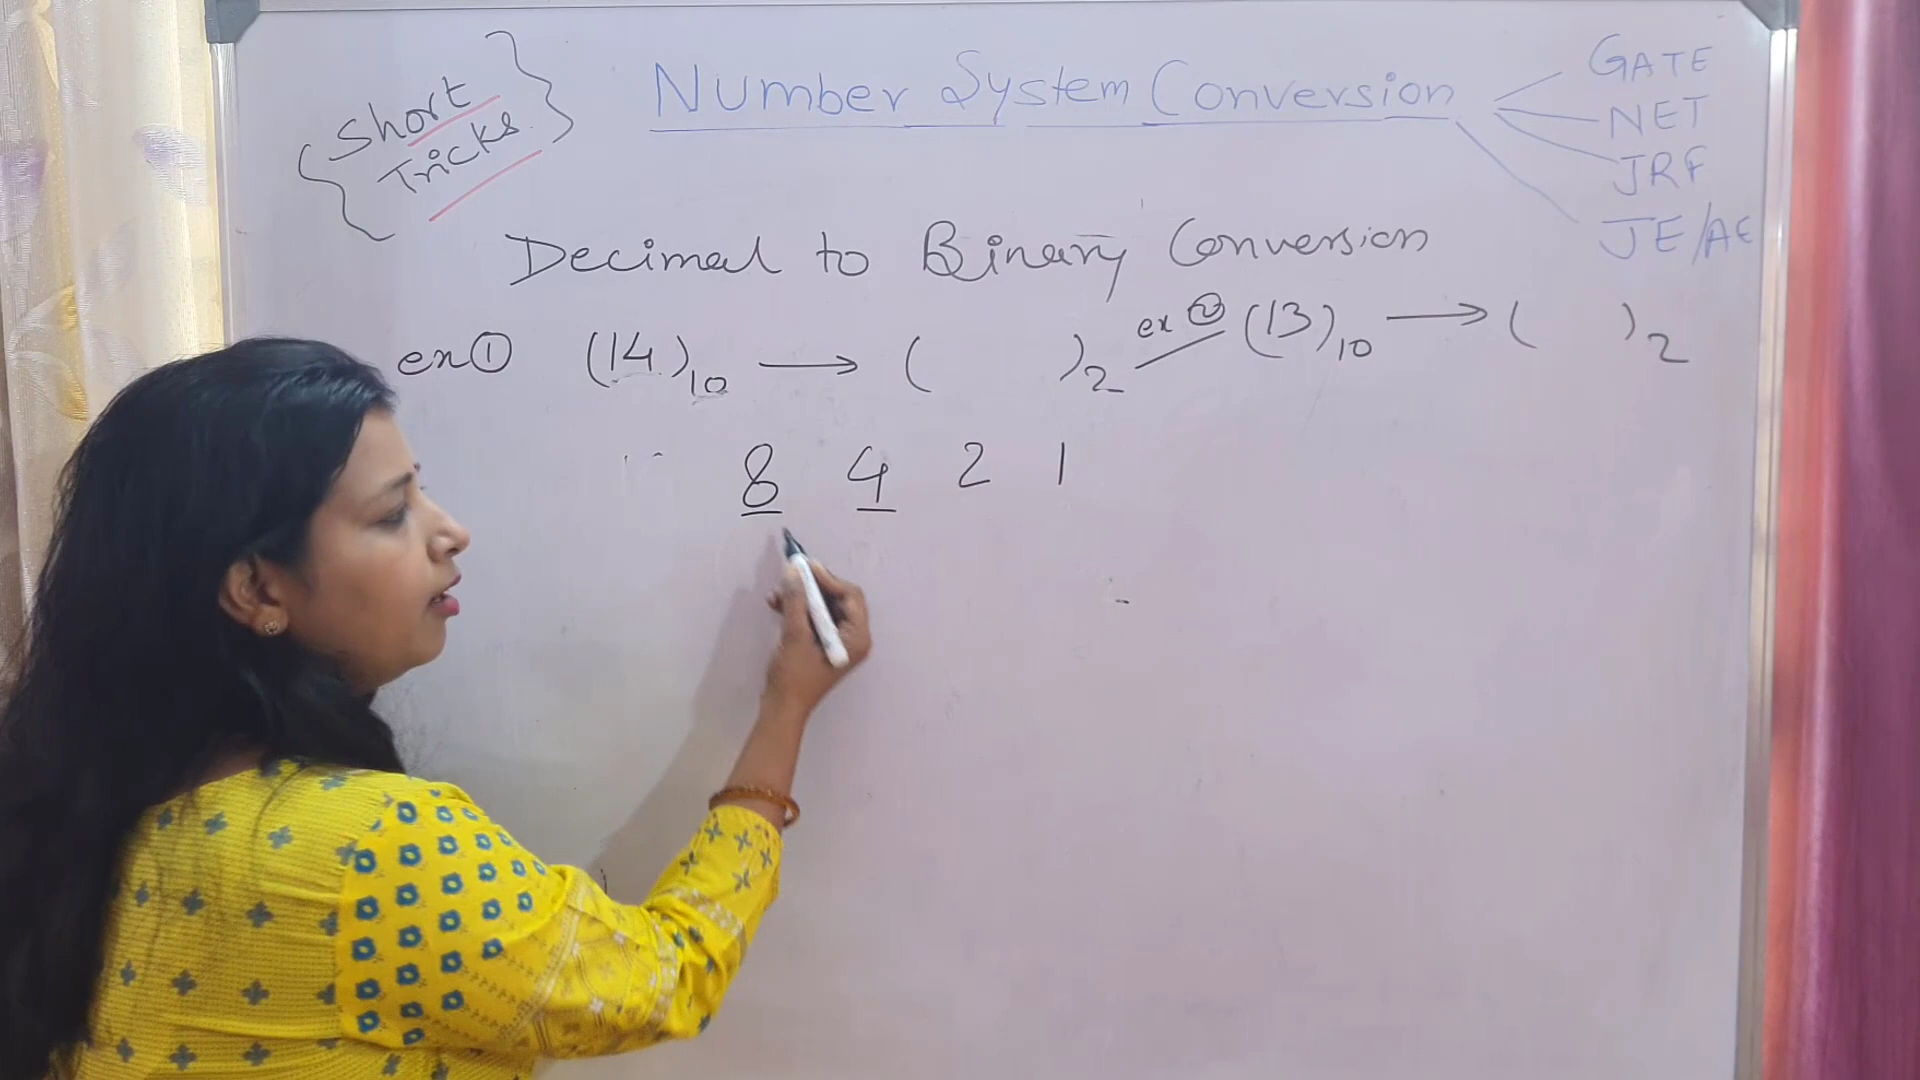 { Short Tricks }
Number System Conversion
GATE
NET
JRF
JE/AE
Decimal to Binary Conversion
ex① (14)₁₀ → ( )₂
ex② (13)₁₀ → ( )₂
8 4 2 1